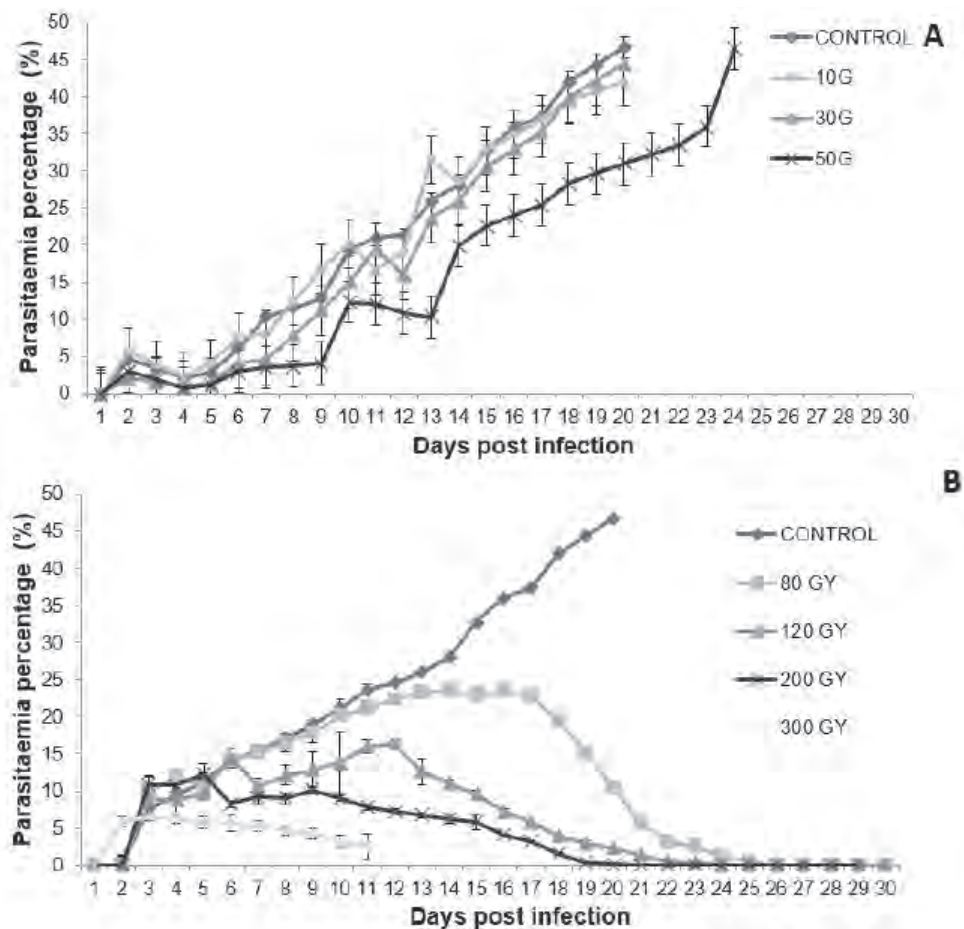 A
Parasitaemia percentage (%)
50
45
40
35
30
25
20
15
10
5
0
CONTROL
10G
30G
50G
1 2 3 4 5 6 7 8 9 10 11 12 13 14 15 16 17 18 19 20 21 22 23 24 25 26 27 28 29 30
Days post infection
B
Parasitaemia percentage (%)
50
45
40
35
30
25
20
15
10
5
0
CONTROL
80 GY
120 GY
200 GY
300 GY
1 2 3 4 5 6 7 8 9 10 11 12 13 14 15 16 17 18 19 20 21 22 23 24 25 26 27 28 29 30
Days post infection